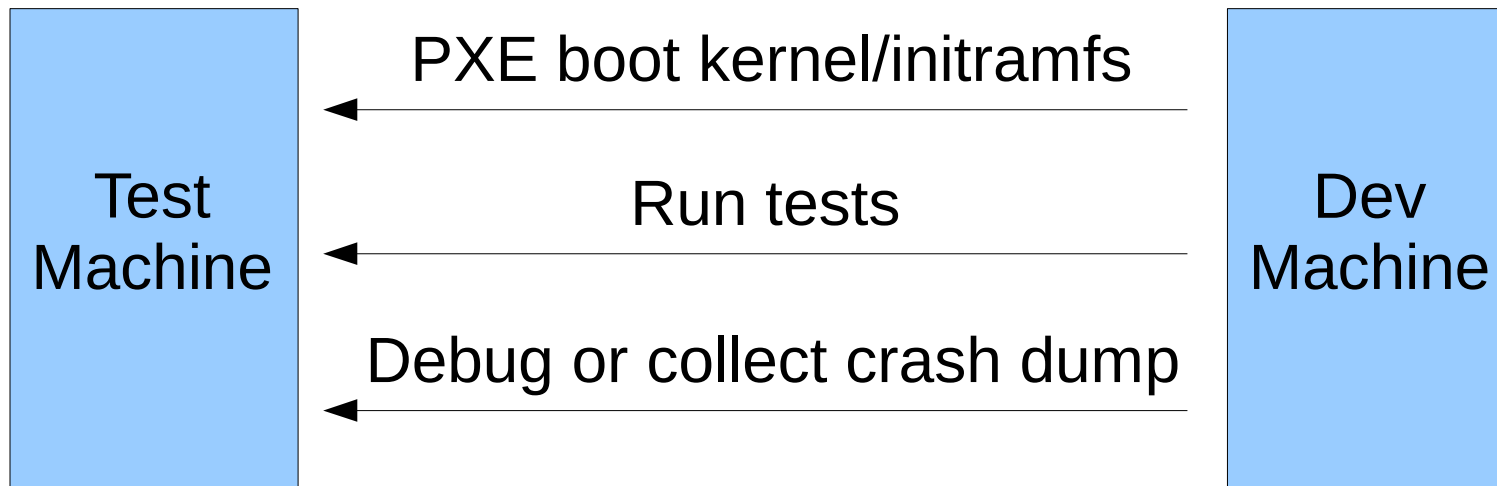 PXE boot kernel/initramfs
Test
Machine
Run tests
Dev
Machine
Debug or collect crash dump